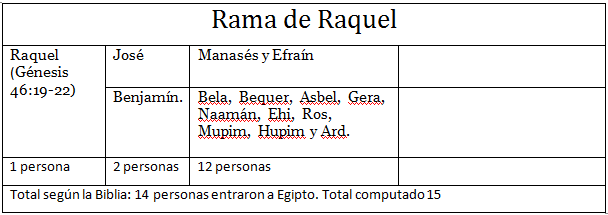 Rama de Raquel
Raquel
(Génesis
46:19-22)
José
Manasés y Efraín
Benjamín.
Bela, Bequer, Asbel, Gera,
Naamán, Ehi, Ros,
Mupim, Hupim y Ard.
1 persona
2 personas
12 personas
Total según la Biblia: 14 personas entraron a Egipto. Total computado 15